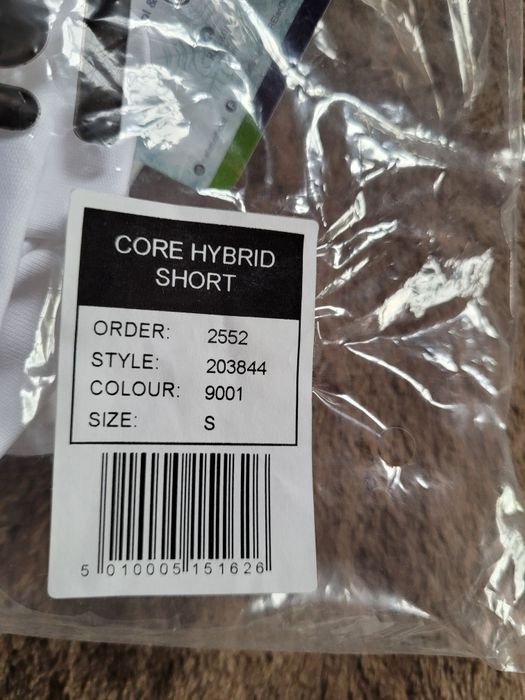 CORE HYBRID
SHORT
ORDER: 2552
STYLE: 203844
COLOUR: 9001
SIZE: S
5 010005 151626